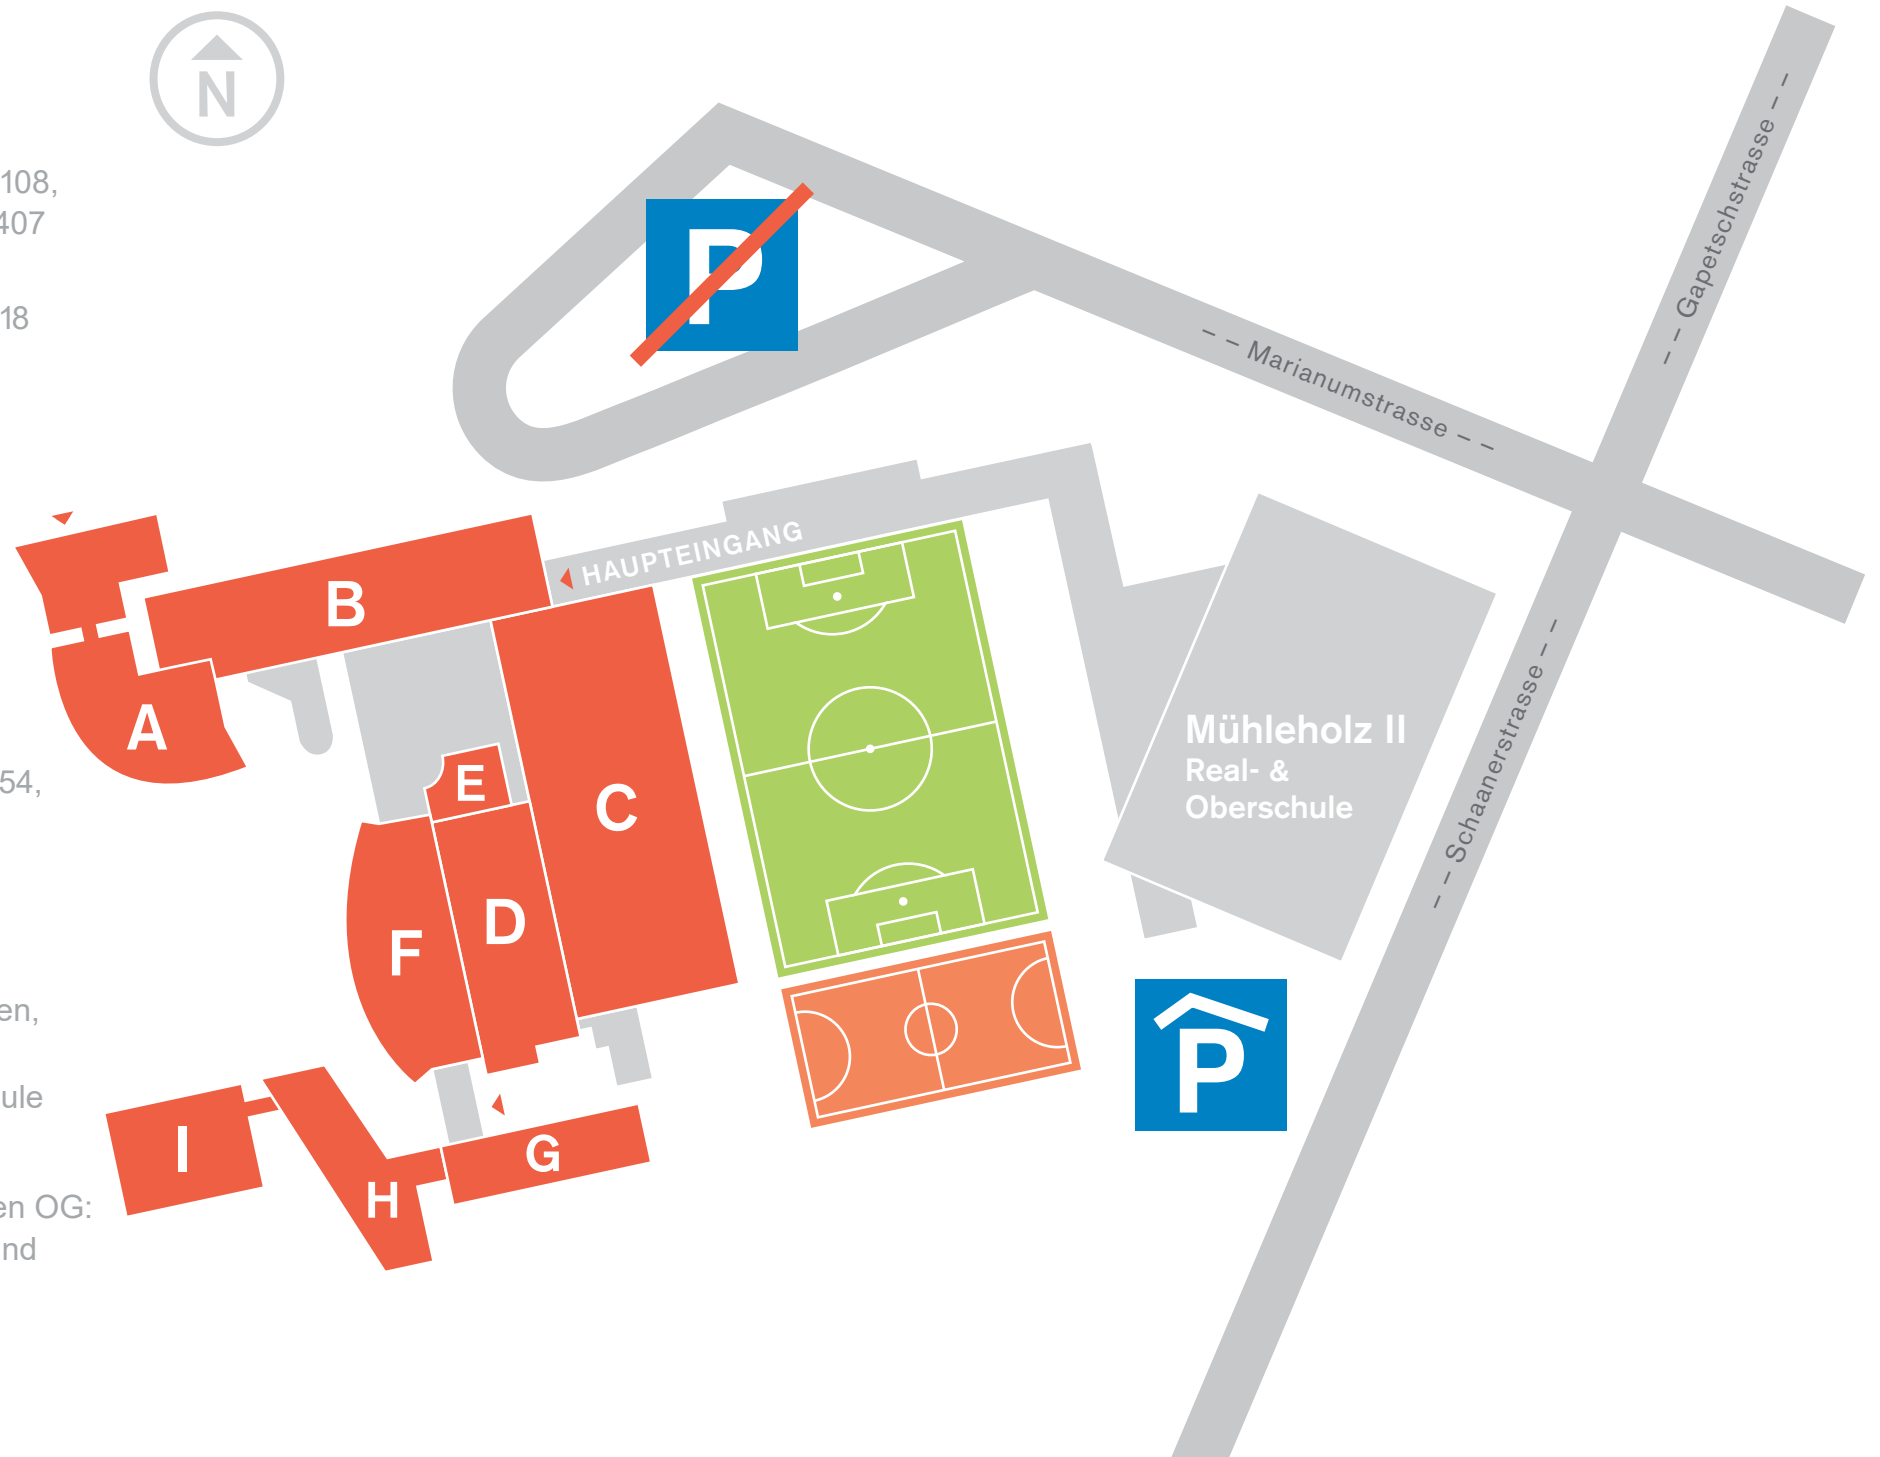 N
108,
407
18
P
– – Gapetschstrasse – –
– – Marianumstrasse – –
HAUPTEINGANG
B
A
E
C
Mühleholz II
Real- &
Oberschule
– – Schaanerstrasse – –
54,
D
F
en,
P
ule
I
G
H
en OG:
nd